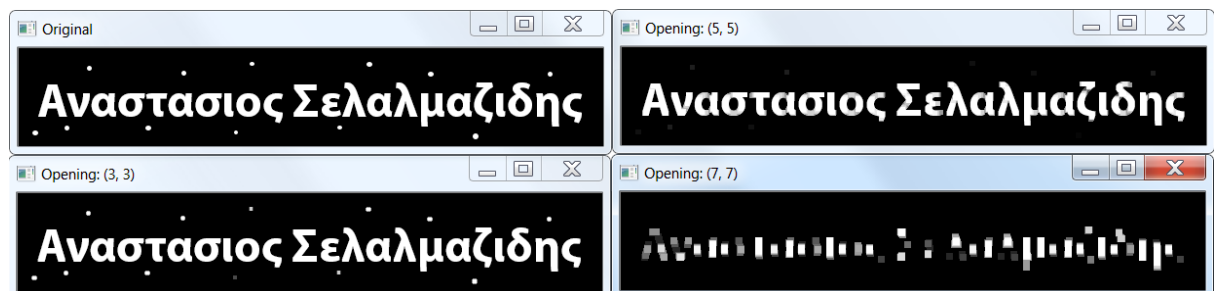 Original
Αναστασιος Σελαλμαζιδης
Opening: (5, 5)
Αναστασιος Σελαλμαζιδης
Opening: (3, 3)
Αναστασιος Σελαλμαζιδης
Opening: (7, 7)